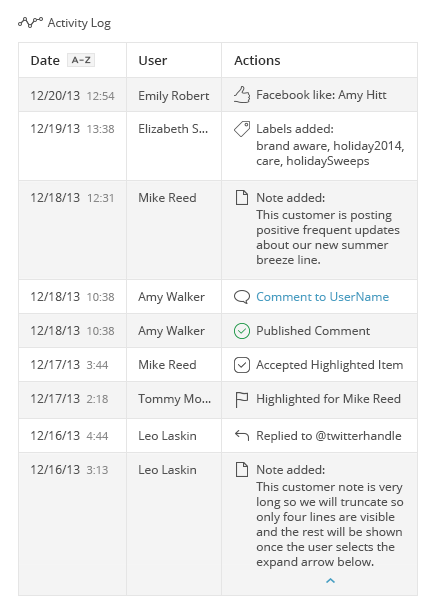 Activity Log
Date A-Z User Actions
12/20/13 12:54 Emily Robert Facebook like: Amy Hitt
12/19/13 13:38 Elizabeth S... Labels added:
brand aware, holiday2014,
care, holidaySweeps
12/18/13 12:31 Mike Reed Note added:
This customer is posting
positive frequent updates
about our new summer
breeze line.
12/18/13 10:38 Amy Walker Comment to UserName
12/18/13 10:38 Amy Walker Published Comment
12/17/13 3:44 Mike Reed Accepted Highlighted Item
12/17/13 2:18 Tommy Mo... Highlighted for Mike Reed
12/16/13 4:44 Leo Laskin Replied to @twitterhandle
12/16/13 3:13 Leo Laskin Note added:
This customer note is very
long so we will truncate so
only four lines are visible
and the rest will be shown
once the user selects the
expand arrow below.